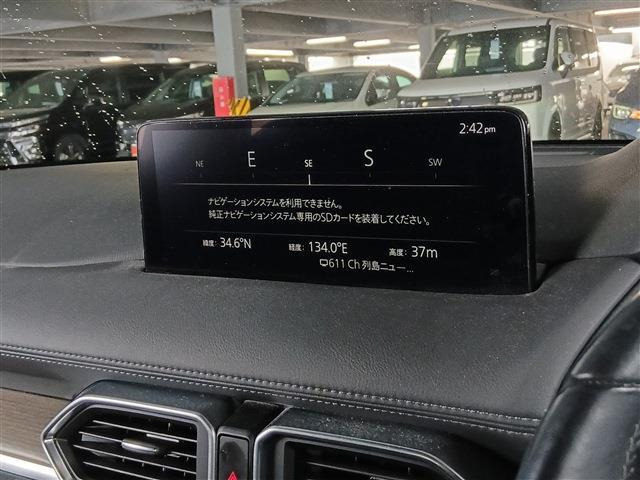 2:42pm
NE E SE S SW
ナビゲーションシステムを利用できません。
純正ナビゲーションシステム専用のSDカードを装着してください。
緯度: 34.6°N 経度: 134.0°E 高度: 37m
611 Ch 列島ニュー...